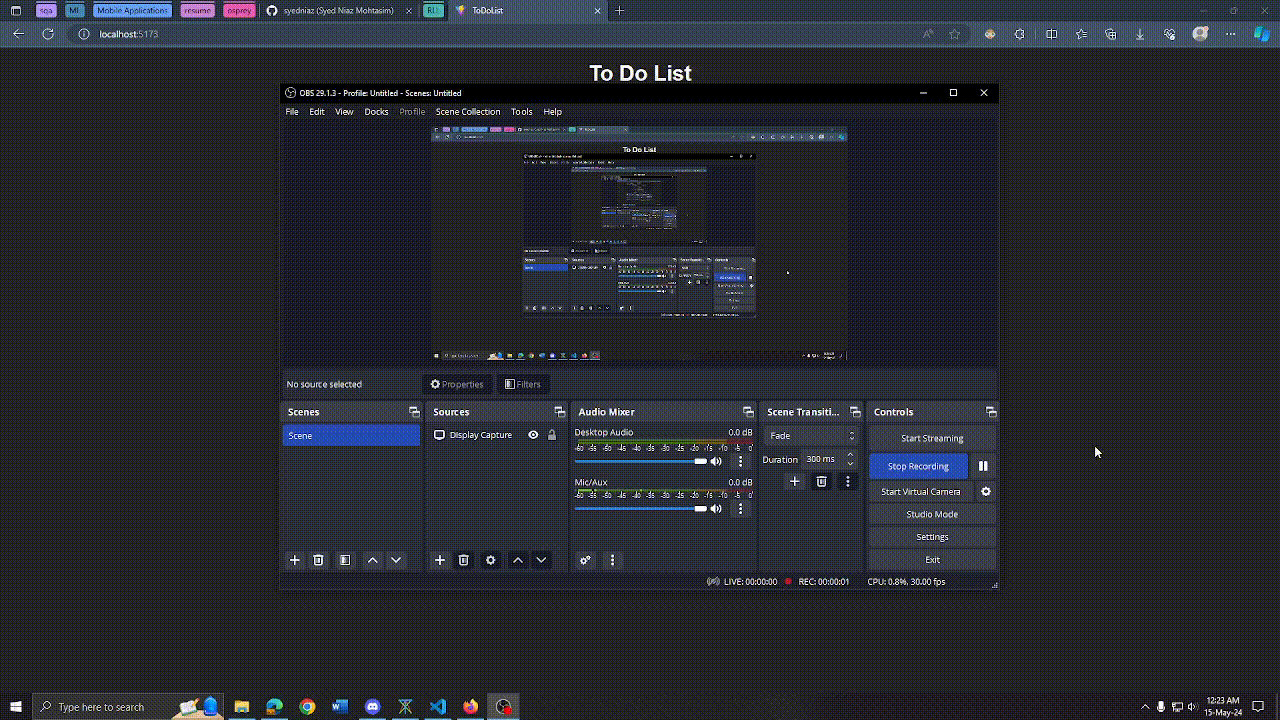 sqa ML Mobile Applications resume osprey syedniaz (Syed Niaz Mohtasim) RLL ToDoList
localhost:5173
To Do List
OBS 29.1.3 - Profile: Untitled - Scenes: Untitled
File Edit View Docks Profile Scene Collection Tools Help
To Do List
No source selected Properties Filters
Scenes Sources Audio Mixer Scene Transiti... Controls
Scene
Display Capture
Desktop Audio 0.0 dB
-60 -55 -50 -45 -40 -35 -30 -25 -20 -15 -10 -5 0
Mic/Aux 0.0 dB
-60 -55 -50 -45 -40 -35 -30 -25 -20 -15 -10 -5 0
Fade
Duration 300 ms
Start Streaming
Stop Recording
Start Virtual Camera
Studio Mode
Settings
Exit
LIVE: 00:00:00 REC: 00:00:01 CPU: 0.8%, 30.00 fps
Type here to search
12:23 AM
15-May-24